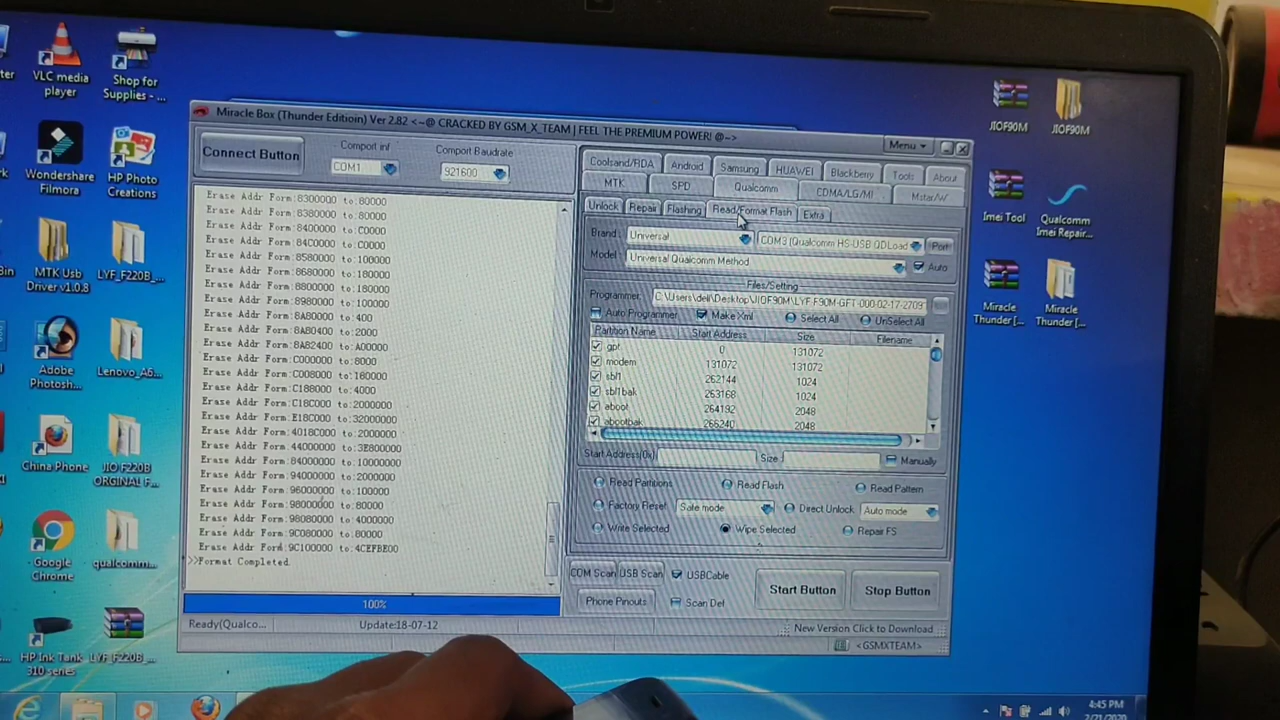 VLC media
player
Shop for
Supplies - ...
Wondershare
Filmora
HP Photo
Creations
MTK Usb
Driver v1.0.8
LYF_F220B_...
Adobe
Photosh...
Lenovo_A6...
China Phone
JIO F220B
ORGINAL F...
Google
Chrome
qualcomm...
HP Ink Tank
310 series
LYF_F220B_...
Miracle Box (Thunder Editioin) Ver 2.82 <~@ CRACKED BY GSM_X_TEAM | FEEL THE PREMIUM POWER! @~>
Menu
Connect Button
Comport inf
COM1
Comport Baudrate
921600
Erase Addr Form:8300000 to:80000
Erase Addr Form:8380000 to:80000
Erase Addr Form:8400000 to:C0000
Erase Addr Form:84C0000 to:C0000
Erase Addr Form:8580000 to:100000
Erase Addr Form:8680000 to:180000
Erase Addr Form:8800000 to:180000
Erase Addr Form:8980000 to:100000
Erase Addr Form:8A80000 to:400
Erase Addr Form:8A80400 to:2000
Erase Addr Form:8A82400 to:A00000
Erase Addr Form:C000000 to:8000
Erase Addr Form:C008000 to:180000
Erase Addr Form:C188000 to:4000
Erase Addr Form:C18C000 to:2000000
Erase Addr Form:E18C000 to:32000000
Erase Addr Form:4018C000 to:2000000
Erase Addr Form:44000000 to:3E800000
Erase Addr Form:84000000 to:10000000
Erase Addr Form:94000000 to:2000000
Erase Addr Form:96000000 to:100000
Erase Addr Form:98000000 to:80000
Erase Addr Form:98080000 to:4000000
Erase Addr Form:9C080000 to:80000
Erase Addr Form:9C100000 to:4CEFBE00
>>Format Completed.
100%
Ready(Qualco...
Update:18-07-12
Coolsand/RDA Android Samsung HUAWEI Blackberry Tools About
MTK SPD Qualcomm CDMA/LG/MI Mstar/W
Unlock Repair Flashing Read/Format Flash Extra
Brand : Universal COM3 (Qualcomm HS-USB QDLoad Port
Model : Universal Qualcomm Method Auto
Files/Setting
Programmer: C:\Users\dell\Desktop\JIOF90M\LYF-F90M-GFT-000-02-17-2709
Auto Programmer Make Xml Select All UnSelect All
Partition Name Start Address Size Filename
gpt 0 131072
modem 131072 131072
sbl1 262144 1024
sbl1bak 263168 1024
aboot 264192 2048
abootbak 266240 2048
Start Address(0x) Size Manually
Read Partitions Read Flash Read Pattern
Factory Reset Safe mode Direct Unlock Auto mode
Write Selected Wipe Selected Repair FS
COM Scan USB Scan USBCable
Phone Pinouts Scan Del
Start Button
Stop Button
New Version Click to Download
<GSMXTEAM>
JIOF90M
JIOF90M
Imei Tool
Qualcomm
Imei Repair...
Miracle
Thunder [...
Miracle
Thunder [...
4:45 PM
2/21/2020